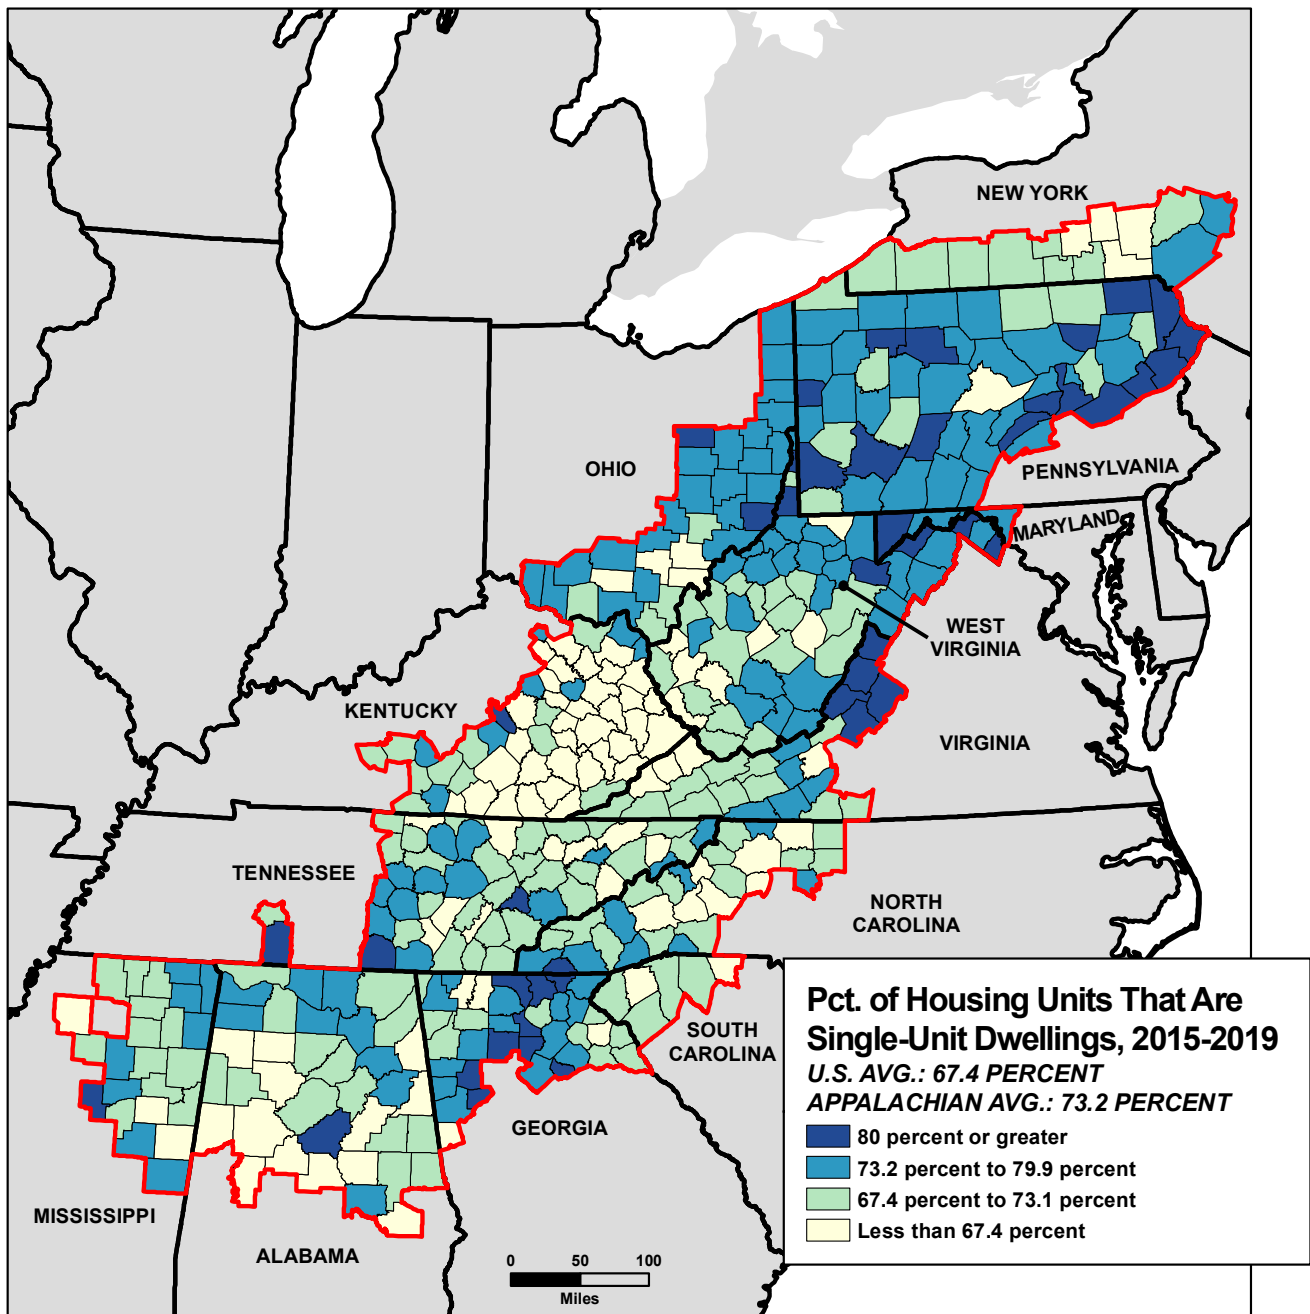 NEW YORK
OHIO
PENNSYLVANIA
MARYLAND
WEST
VIRGINIA
KENTUCKY
VIRGINIA
TENNESSEE
NORTH
CAROLINA
SOUTH
CAROLINA
GEORGIA
MISSISSIPPI
ALABAMA
Pct. of Housing Units That Are
Single-Unit Dwellings, 2015-2019
U.S. AVG.: 67.4 PERCENT
APPALACHIAN AVG.: 73.2 PERCENT
80 percent or greater
73.2 percent to 79.9 percent
67.4 percent to 73.1 percent
Less than 67.4 percent
0 50 100
Miles